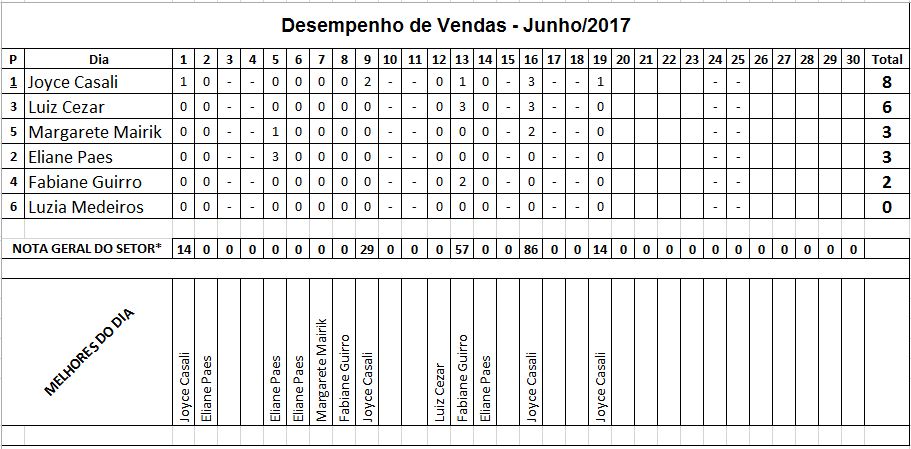 Desempenho de Vendas - Junho/2017
P Dia 1 2 3 4 5 6 7 8 9 10 11 12 13 14 15 16 17 18 19 20 21 22 23 24 25 26 27 28 29 30 Total
1 Joyce Casali 1 0 - - 0 0 0 0 2 - - 0 1 0 - 3 - - 1 - - 8
3 Luiz Cezar 0 0 - - 0 0 0 0 0 - - 0 3 0 - 3 - - 0 - - 6
5 Margarete Mairik 0 0 - - 1 0 0 0 0 - - 0 0 0 - 2 - - 0 - - 3
2 Eliane Paes 0 0 - - 3 0 0 0 0 - - 0 0 0 - 0 - - 0 - - 3
4 Fabiane Guirro 0 0 - - 0 0 0 0 0 - - 0 2 0 - 0 - - 0 - - 2
6 Luzia Medeiros 0 0 - - 0 0 0 0 0 - - 0 0 0 - 0 - - 0 - - 0
NOTA GERAL DO SETOR* 14 0 0 0 0 0 0 0 29 0 0 0 57 0 0 86 0 0 14 0 0 0 0 0 0 0 0 0 0 0
MELHORES DO DIA
Joyce Casali
Eliane Paes
Eliane Paes
Eliane Paes
Margarete Mairik
Fabiane Guirro
Joyce Casali
Luiz Cezar
Fabiane Guirro
Eliane Paes
Joyce Casali
Joyce Casali